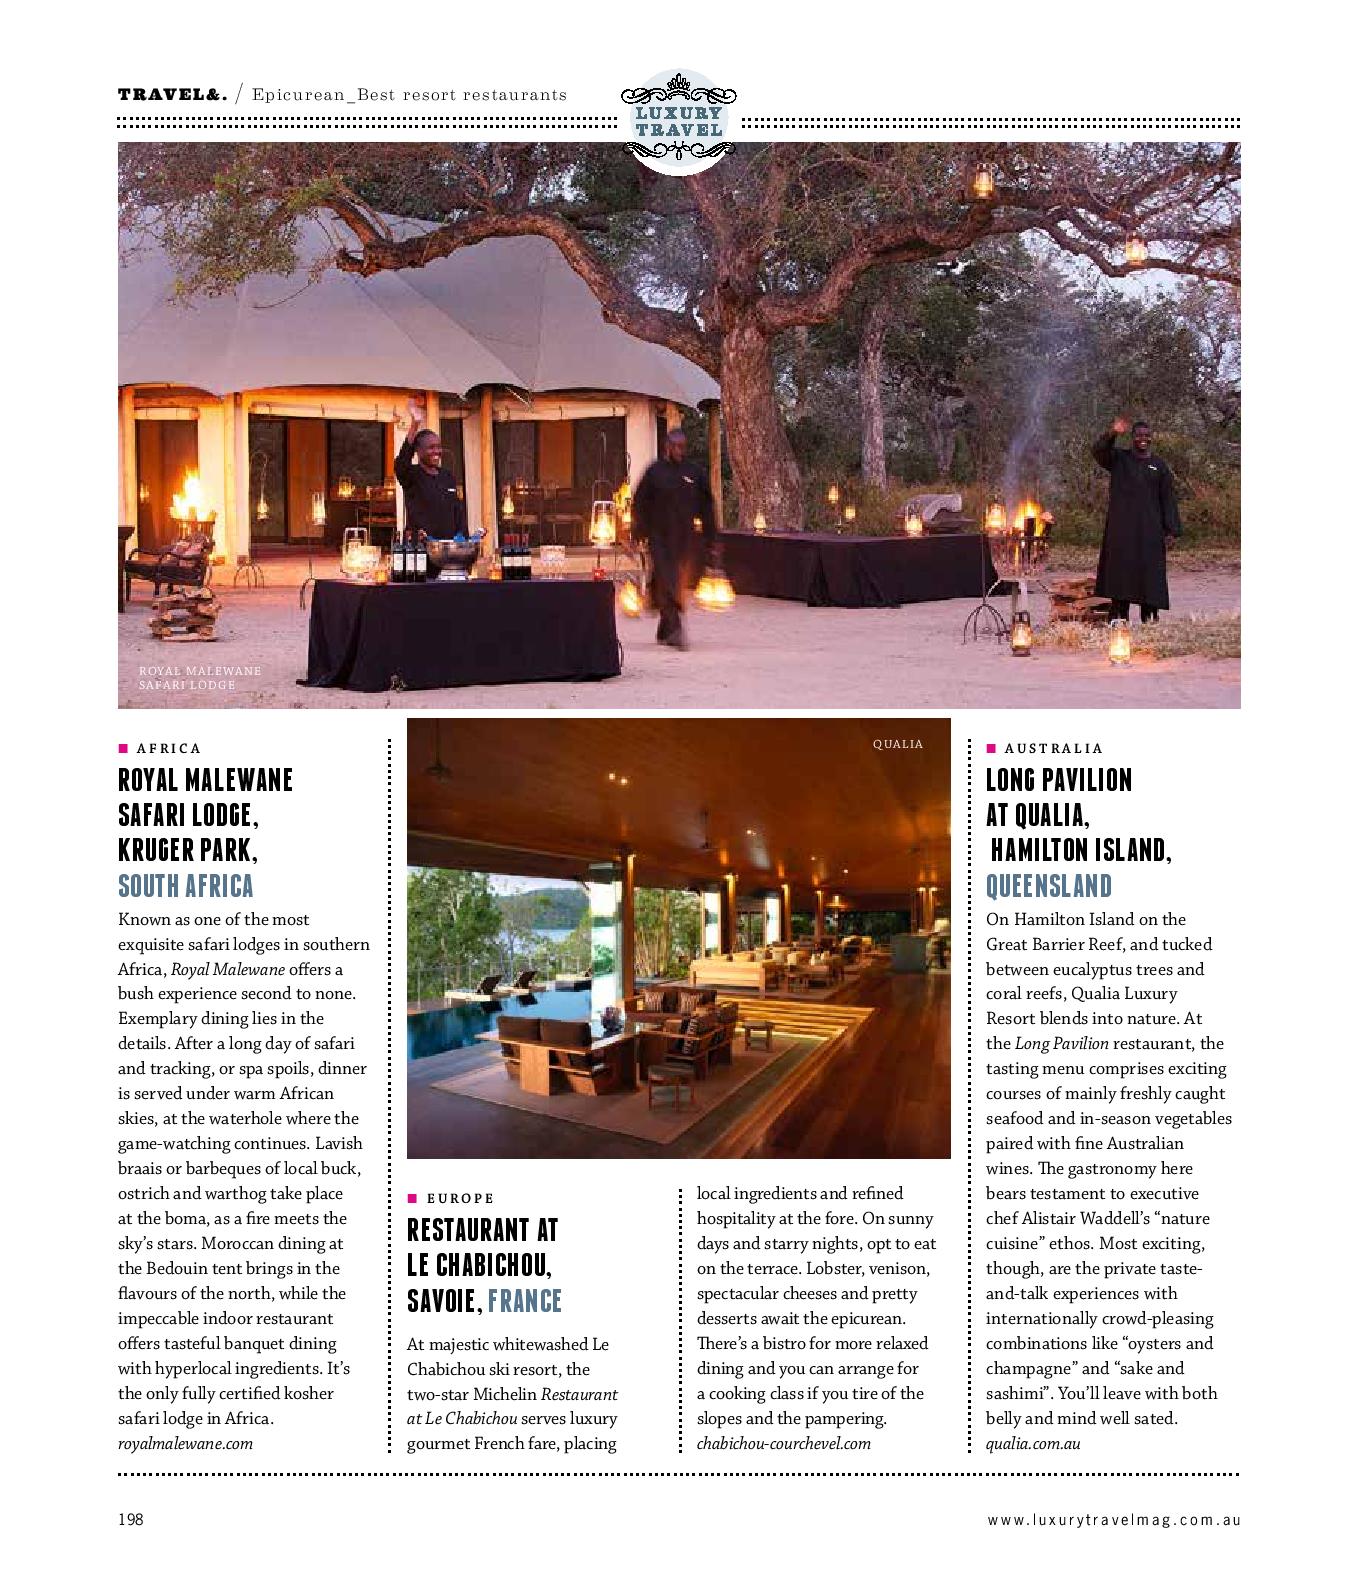 TRAVEL&. / Epicurean_Best resort restaurants
LUXURY
TRAVEL
ROYAL MALEWANE
SAFARI LODGE
AFRICA
ROYAL MALEWANE
SAFARI LODGE,
KRUGER PARK,
SOUTH AFRICA
Known as one of the most
exquisite safari lodges in southern
Africa, Royal Malewane offers a
bush experience second to none.
Exemplary dining lies in the
details. After a long day of safari
and tracking, or spa spoils, dinner
is served under warm African
skies, at the waterhole where the
game-watching continues. Lavish
braais or barbeques of local buck,
ostrich and warthog take place
at the boma, as a fire meets the
sky's stars. Moroccan dining at
the Bedouin tent brings in the
flavours of the north, while the
impeccable indoor restaurant
offers tasteful banquet dining
with hyperlocal ingredients. It's
the only fully certified kosher
safari lodge in Africa.
royalmalewane.com
QUALIA
EUROPE
RESTAURANT AT
LE CHABICHOU,
SAVOIE, FRANCE
At majestic whitewashed Le
Chabichou ski resort, the
two-star Michelin Restaurant
at Le Chabichou serves luxury
gourmet French fare, placing
local ingredients and refined
hospitality at the fore. On sunny
days and starry nights, opt to eat
on the terrace. Lobster, venison,
spectacular cheeses and pretty
desserts await the epicurean.
There's a bistro for more relaxed
dining and you can arrange for
a cooking class if you tire of the
slopes and the pampering.
chabichou-courchevel.com
AUSTRALIA
LONG PAVILION
AT QUALIA,
HAMILTON ISLAND,
QUEENSLAND
On Hamilton Island on the
Great Barrier Reef, and tucked
between eucalyptus trees and
coral reefs, Qualia Luxury
Resort blends into nature. At
the Long Pavilion restaurant, the
tasting menu comprises exciting
courses of mainly freshly caught
seafood and in-season vegetables
paired with fine Australian
wines. The gastronomy here
bears testament to executive
chef Alistair Waddell's "nature
cuisine" ethos. Most exciting,
though, are the private taste-
and-talk experiences with
internationally crowd-pleasing
combinations like "oysters and
champagne" and "sake and
sashimi". You'll leave with both
belly and mind well sated.
qualia.com.au
198
www.luxurytravelmag.com.au